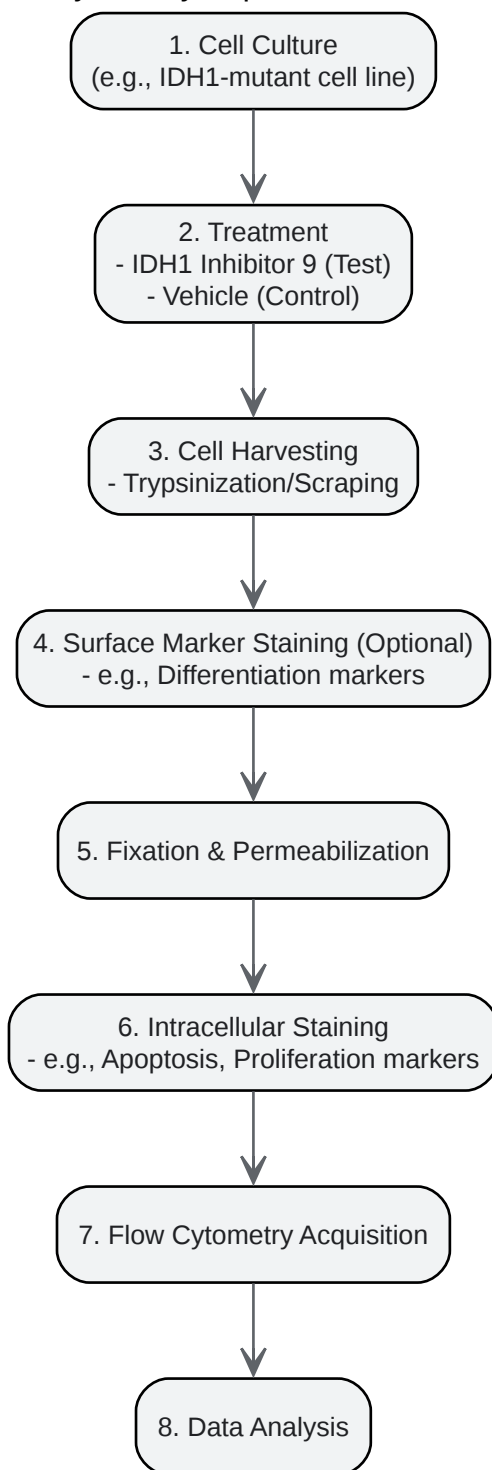 1. Cell Culture
(e.g., IDH1-mutant cell line)
2. Treatment
- IDH1 Inhibitor 9 (Test)
- Vehicle (Control)
3. Cell Harvesting
- Trypsinization/Scraping
4. Surface Marker Staining (Optional)
- e.g., Differentiation markers
5. Fixation & Permeabilization
6. Intracellular Staining
- e.g., Apoptosis, Proliferation markers
7. Flow Cytometry Acquisition
8. Data Analysis